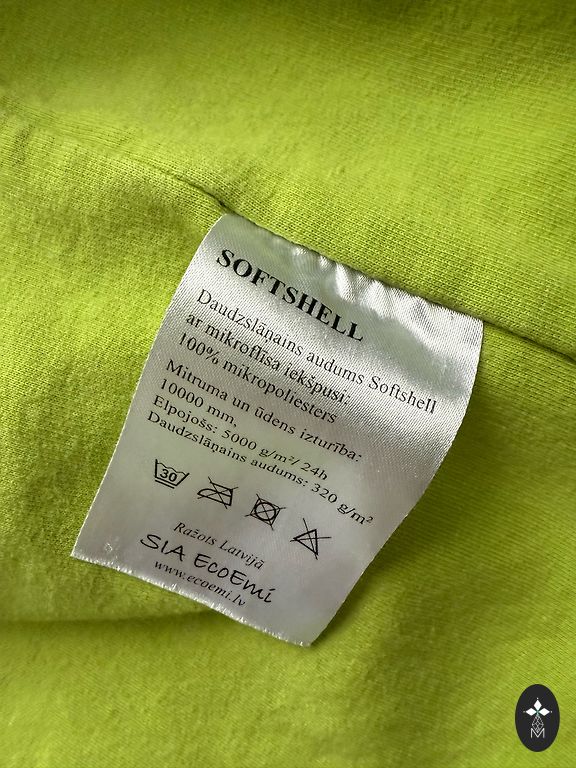 SOFTSHELL
Daudzslāņains audums Softshell
ar mikroflīsa iekšpusi:
100% mikropoliesters
Mitruma un ūdens izturība:
10000 mm,
Elpojošs: 5000 g/m²/ 24h
Daudzslāņains audums: 320 g/m²
30
Ražots Latvijā
SIA EcoEmi
www.ecoemi.lv
M